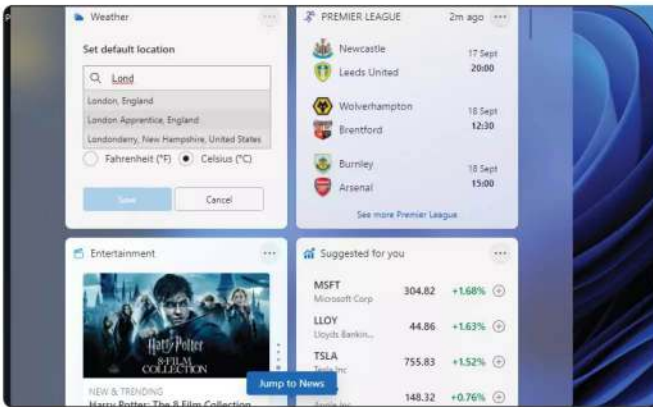 Weather
Set default location
Lond
London, England
London Apprentice, England
Londonderry, New Hampshire, United States
Fahrenheit (°F) Celsius (°C)
Save Cancel
PREMIER LEAGUE 2m ago
Newcastle 17 Sept
Leeds United 20:00
Wolverhampton 18 Sept
Brentford 12:30
Burnley 18 Sept
Arsenal 15:00
See more Premier League
Entertainment
Harry Potter
8-FILM
COLLECTION
NEW & TRENDING
Harry Potter: The 8 Film Collection
Suggested for you
MSFT 304.82 +1.68%
Microsoft Corp
LLOY 44.86 +1.63%
Lloyds Bankin...
TSLA 755.83 +1.52%
Tesla Inc
148.32 +0.76%
Apple Inc
Jump to News